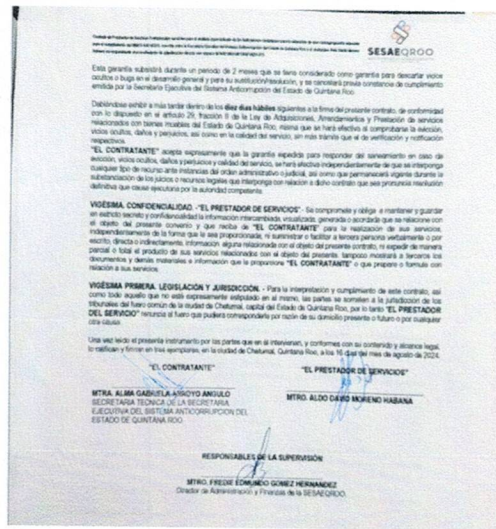 SESAEQROO
Esta garantía subsistirá durante un periodo de 2 meses que se tiene considerado como garantía para descartar vicios
ocultos o bugs en el desarrollo general y para su sustitución/resolución, y se cancelará previa constancia de cumplimiento
emitida por la Secretaría Ejecutiva del Sistema Anticorrupción del Estado de Quintana Roo.
Debiéndose exhibir a más tardar dentro de los diez días hábiles siguientes a la firma del presente contrato, de conformidad
con lo dispuesto en el artículo 29, fracción II de la Ley de Adquisiciones, Arrendamientos y Prestación de servicios
relacionados con bienes muebles del Estado de Quintana Roo, misma que se hará efectiva al comprobarse la evicción,
vicios ocultos, daños y perjuicios, así como en la calidad del servicio, sin más trámite que el de verificación y notificación
respectivos.
"EL CONTRATANTE" acepta expresamente que la garantía expedida para responder del saneamiento en caso de
evicción, vicios ocultos, daños y perjuicios y calidad del servicio, se hará efectiva independientemente de que se interponga
cualquier tipo de recurso ante instancias del orden administrativo o judicial, así como que permanecerá vigente durante la
substanciación de los juicios o recursos legales que interponga con relación a dicho contrato que sea pronuncia resolución
definitiva que cause ejecutoria por la autoridad competente.
VIGÉSIMA. CONFIDENCIALIDAD. -"EL PRESTADOR DE SERVICIOS"- Se compromete y obliga a mantener y guardar
en estricto secreto y confidencialidad la información intercambiada, visualizada, generada o acordada que se relacione con
el objeto del presente convenio y que reciba de "EL CONTRATANTE" para la realización de sus servicios,
independientemente de la forma que le sea proporcionada, ni suministrar o facilitar a tercera persona verbalmente o por
escrito, directa o indirectamente, información alguna relacionada con el objeto del presente contrato, ni expedir de manera
parcial o total el producto de sus servicios relacionados con el objeto del presente, tampoco mostrará a terceros los
documentos y demás materiales e información que le proporcione "EL CONTRATANTE" o que prepare o formule con
relación a sus servicios.
VIGÉSIMA PRIMERA. LEGISLACIÓN Y JURISDICCIÓN. - Para la interpretación y cumplimiento de este contrato, así
como todo aquello que no esté expresamente estipulado en el mismo, las partes se someten a la jurisdicción de los
tribunales del fuero común de la ciudad de Chetumal, capital del Estado de Quintana Roo, por lo tanto "EL PRESTADOR
DEL SERVICIO" renuncia al fuero que pudiera corresponderle por razón de su domicilio presente o futuro o por cualquier
otra causa.
Una vez leído el presente instrumento por las partes que en él intervienen, y conformes con su contenido y alcance legal,
lo ratifican y firman en tres ejemplares, en la ciudad de Chetumal, Quintana Roo, a los 16 días del mes de agosto de 2024.
"EL CONTRATANTE" "EL PRESTADOR DE SERVICIOS"
MTRA. ALMA GABRIELA ARROYO ANGULO
SECRETARIA TÉCNICA DE LA SECRETARÍA
EJECUTIVA DEL SISTEMA ANTICORRUPCIÓN DEL
ESTADO DE QUINTANA ROO.
MTRO. ALDO DAVID MORENO HABANA
RESPONSABLES DE LA SUPERVISIÓN
MTRO. FREDIE EDMUNDO GÓMEZ HERNÁNDEZ
Director de Administración y Finanzas de la SESAEQROO.